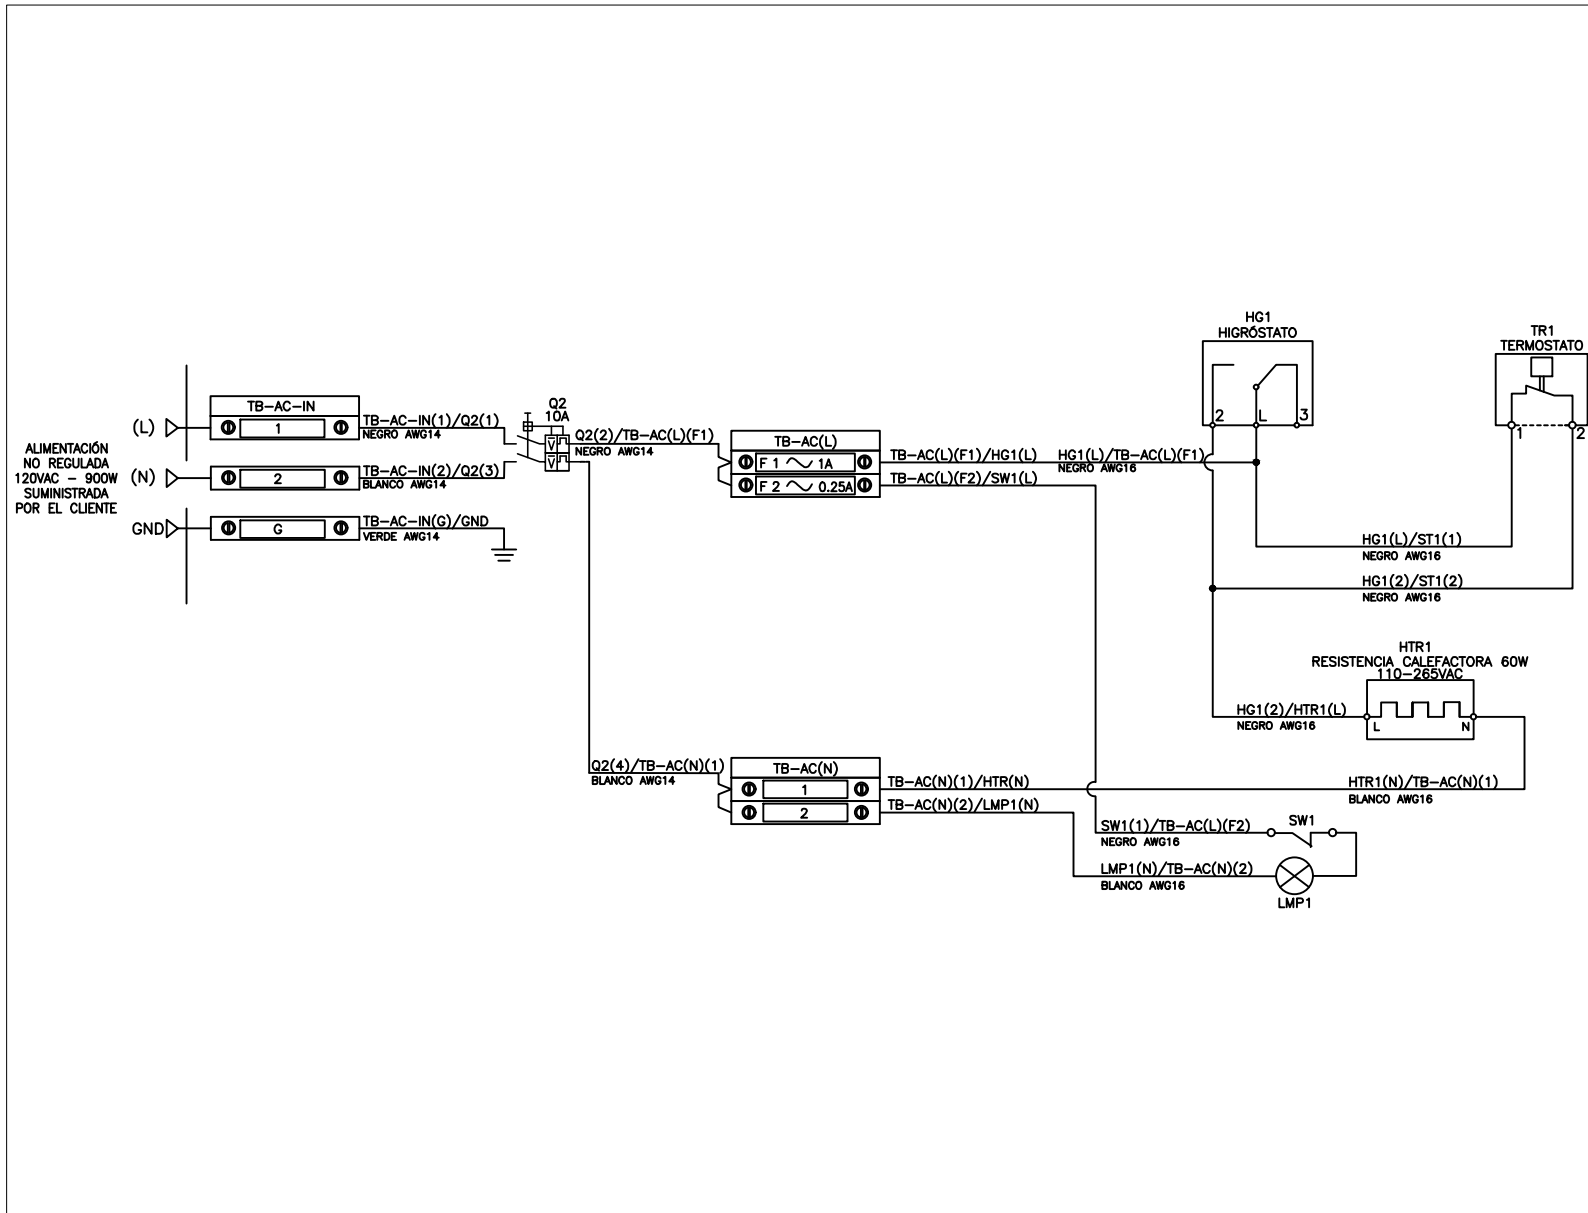 HG1
HIGRÓSTATO
2
L
3
TR1
TERMOSTATO
1
2
ALIMENTACIÓN
NO REGULADA
120VAC - 900W
SUMINISTRADA
POR EL CLIENTE
(L)
(N)
GND
TB-AC-IN
1
2
G
TB-AC-IN(1)/Q2(1)
NEGRO AWG14
TB-AC-IN(2)/Q2(3)
BLANCO AWG14
TB-AC-IN(G)/GND
VERDE AWG14
Q2
10A
V
V
Q2(2)/TB-AC(L)(F1)
NEGRO AWG14
TB-AC(L)
F 1 1A
F 2 0.25A
TB-AC(L)(F1)/HG1(L)
HG1(L)/TB-AC(L)(F1)
NEGRO AWG16
TB-AC(L)(F2)/SW1(L)
HG1(L)/ST1(1)
NEGRO AWG16
HG1(2)/ST1(2)
NEGRO AWG16
HTR1
RESISTENCIA CALEFACTORA 60W
110-265VAC
L
N
HG1(2)/HTR1(L)
NEGRO AWG16
Q2(4)/TB-AC(N)(1)
BLANCO AWG14
TB-AC(N)
1
2
TB-AC(N)(1)/HTR(N)
HTR1(N)/TB-AC(N)(1)
BLANCO AWG16
TB-AC(N)(2)/LMP1(N)
SW1(1)/TB-AC(L)(F2)
NEGRO AWG16
SW1
LMP1(N)/TB-AC(N)(2)
BLANCO AWG16
LMP1